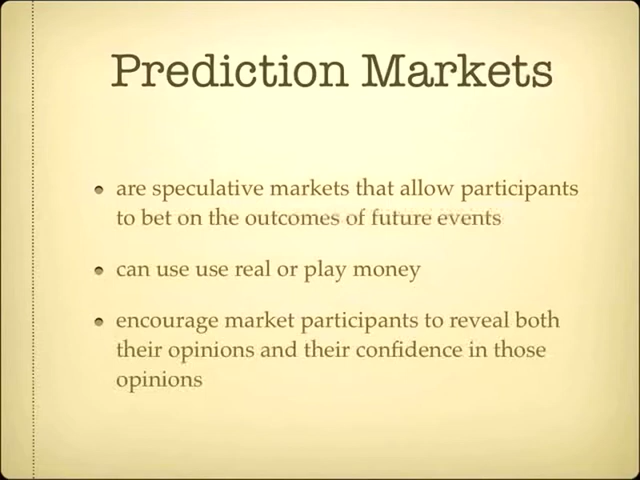 Prediction Markets
are speculative markets that allow participants
to bet on the outcomes of future events
can use use real or play money
encourage market participants to reveal both
their opinions and their confidence in those
opinions